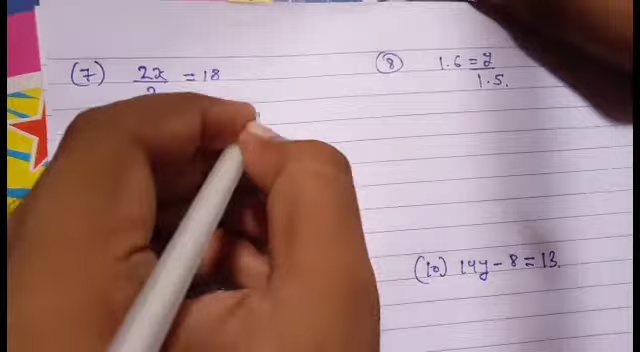 (7) 2x = 18
(8) 1.6 = y
1.5.
(10) 14y - 8 = 13.